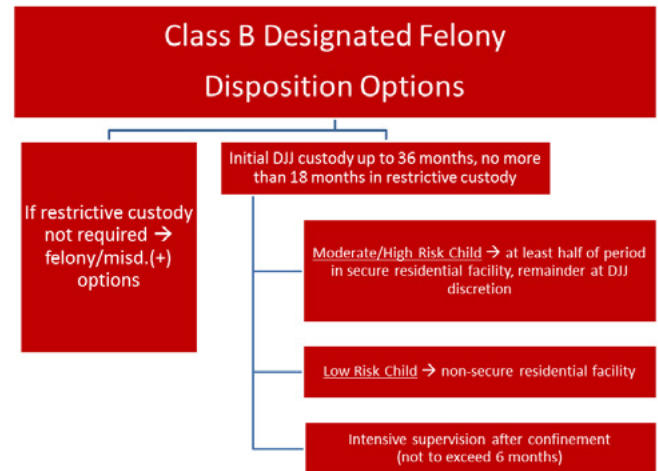 Class B Designated Felony
Disposition Options
If restrictive custody
not required →
felony/misd.(+)
options
Initial DJJ custody up to 36 months, no more
than 18 months in restrictive custody
Moderate/High Risk Child → at least half of period
in secure residential facility, remainder at DJJ
discretion
Low Risk Child → non-secure residential facility
Intensive supervision after confinement
(not to exceed 6 months)